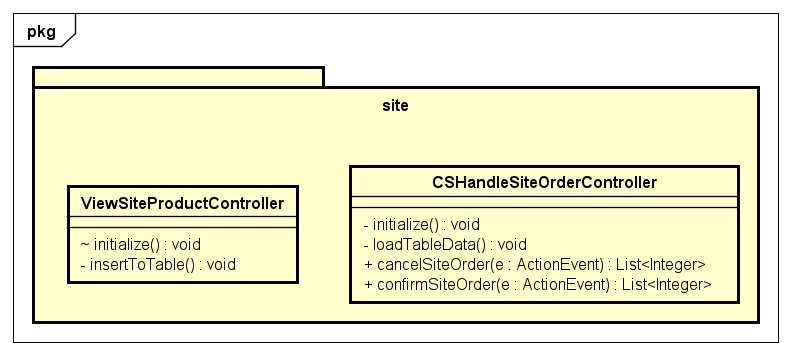 pkg
site
ViewSiteProductController
~ initialize() : void
- insertToTable() : void
CSHandleSiteOrderController
- initialize() : void
- loadTableData() : void
+ cancelSiteOrder(e : ActionEvent) : List<Integer>
+ confirmSiteOrder(e : ActionEvent) : List<Integer>